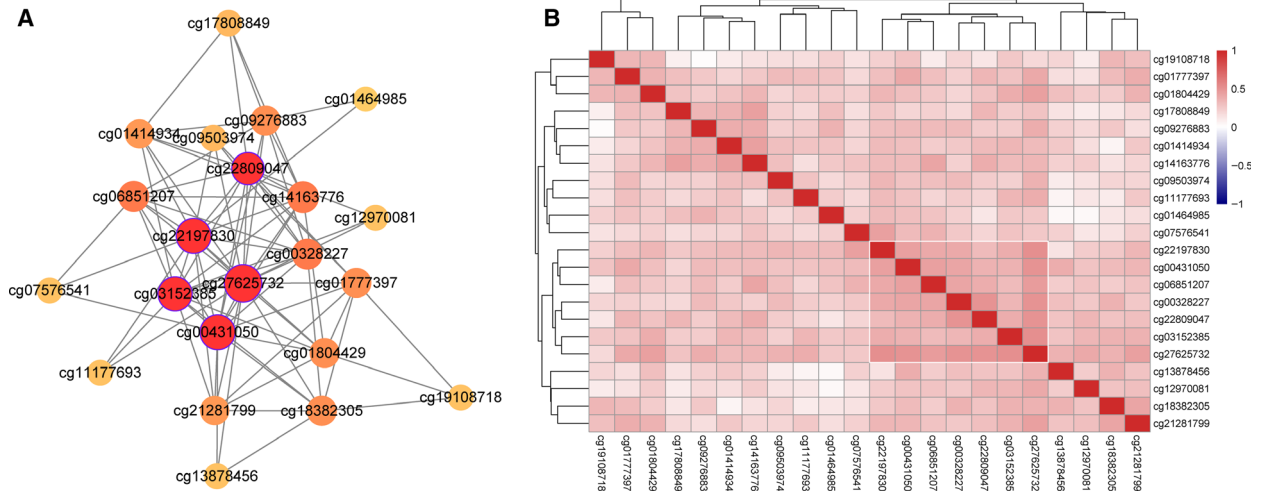 A
cg17808849
cg01464985
cg09276883
cg01414934
cg09503974
cg22809047
cg06851207
cg14163776
cg12970081
cg22197830
cg00328227
cg27625732
cg01777397
cg07576541
cg03152385
cg00431050
cg01804429
cg11177693
cg19108718
cg21281799
cg18382305
cg13878456
B
cg19108718
cg01777397
cg01804429
cg17808849
cg09276883
cg01414934
cg14163776
cg09503974
cg11177693
cg01464985
cg07576541
cg22197830
cg00431050
cg06851207
cg00328227
cg22809047
cg03152385
cg27625732
cg13878456
cg12970081
cg18382305
cg21281799
1
0.5
0
−0.5
−1
cg19108718
cg01777397
cg01804429
cg17808849
cg09276883
cg01414934
cg14163776
cg09503974
cg11177693
cg01464985
cg07576541
cg22197830
cg00431050
cg06851207
cg00328227
cg22809047
cg03152385
cg27625732
cg13878456
cg12970081
cg18382305
cg21281799